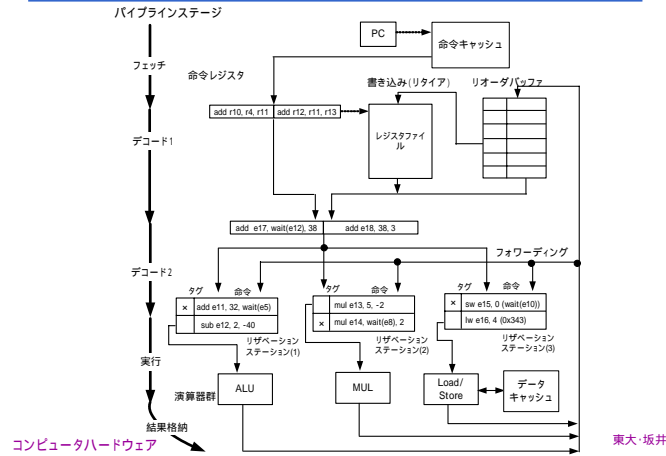 パイプラインステージ
PC
命令キャッシュ
フェッチ
命令レジスタ
書き込み(リタイア)
リオーダバッファ
add r10, r4, r11
add r12, r11, r13
レジスタファイ
ル
デコード1
add e17, wait(e12), 38
add e18, 38, 3
フォワーディング
デコード2
タグ 命令
× add e11, 32, wait(e5)
sub e12, 2, -40
リザベーション
ステーション(1)
タグ 命令
mul e13, 5, -2
× mul e14, wait(e8), 2
リザベーション
ステーション(2)
タグ 命令
× sw e15, 0 (wait(e10))
lw e16, 4 (0x343)
リザベーション
ステーション(3)
実行
演算器群
ALU
MUL
Load/
Store
データ
キャッシュ
結果格納
コンピュータハードウェア
東大・坂井